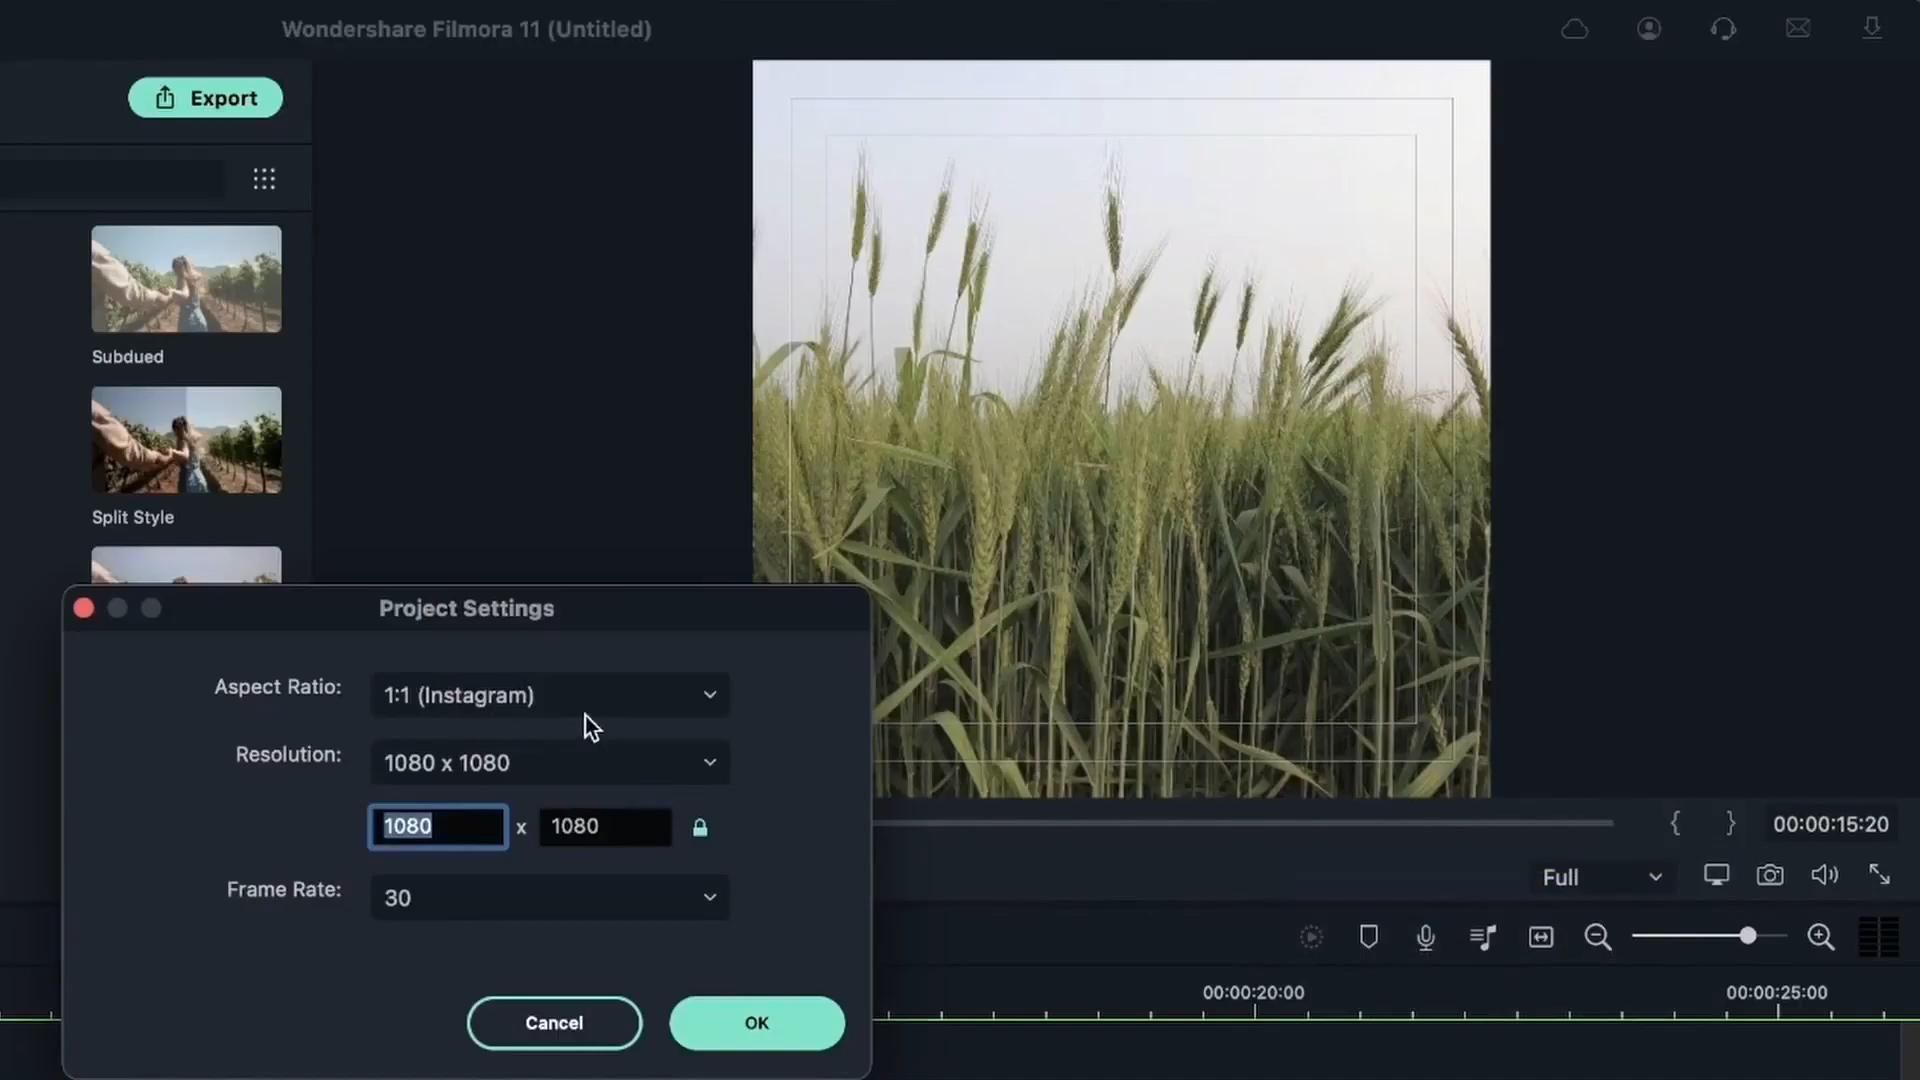 Wondershare Filmora 11 (Untitled)
Export
Subdued
Split Style
Project Settings
Aspect Ratio: 1:1 (Instagram)
Resolution: 1080 x 1080
1080 x 1080
Frame Rate: 30
Cancel OK
{ } 00:00:15:20
Full
00:00:20:00 00:00:25:00